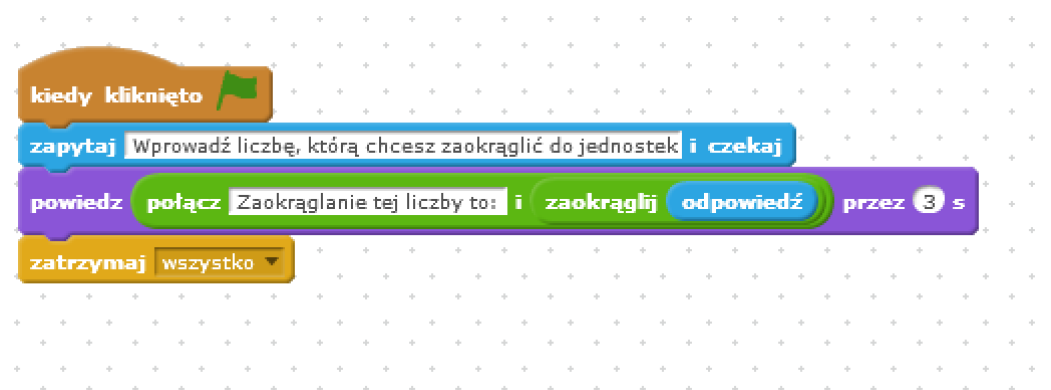 kiedy kliknięto
zapytaj Wprowadź liczbę, którą chcesz zaokrąglić do jednostek i czekaj
powiedz połącz Zaokrąglanie tej liczby to: i zaokrąglij odpowiedź przez 3 s
zatrzymaj wszystko